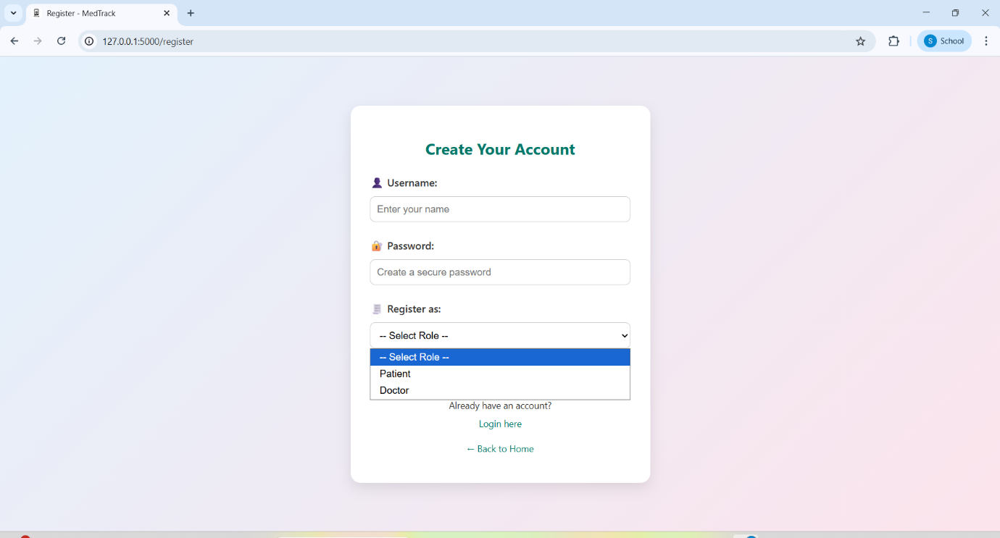 Register - MedTrack
127.0.0.1:5000/register
S School
Create Your Account
Username:
Enter your name
Password:
Create a secure password
Register as:
-- Select Role --
-- Select Role --
Patient
Doctor
Already have an account?
Login here
← Back to Home